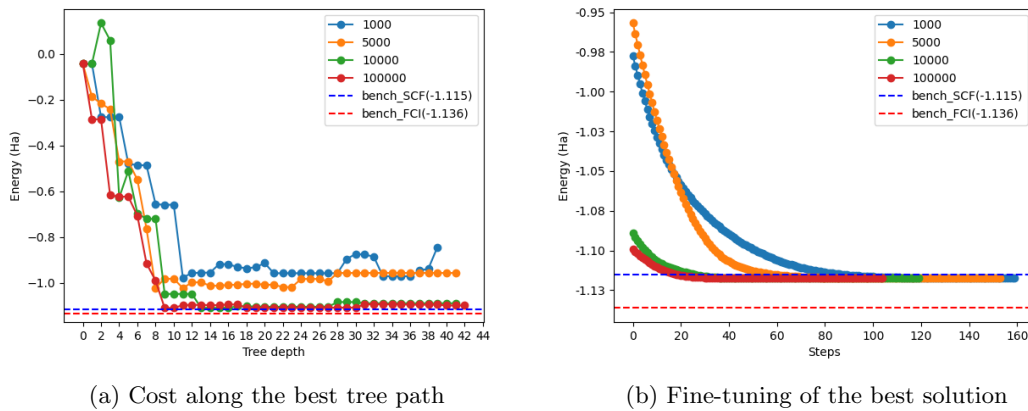 1000
5000
10000
100000
bench_SCF(-1.115)
bench_FCI(-1.136)
0.0
−0.2
−0.4
−0.6
−0.8
−1.0
Energy (Ha)
0 2 4 6 8 10 12 14 16 18 20 22 24 26 28 30 32 34 36 38 40 42 44
Tree depth
(a) Cost along the best tree path
1000
5000
10000
100000
bench_SCF(-1.115)
bench_FCI(-1.136)
-0.95
-0.98
-1.00
-1.03
-1.05
-1.08
-1.10
-1.13
Energy (Ha)
0 20 40 60 80 100 120 140 160
Steps
(b) Fine-tuning of the best solution